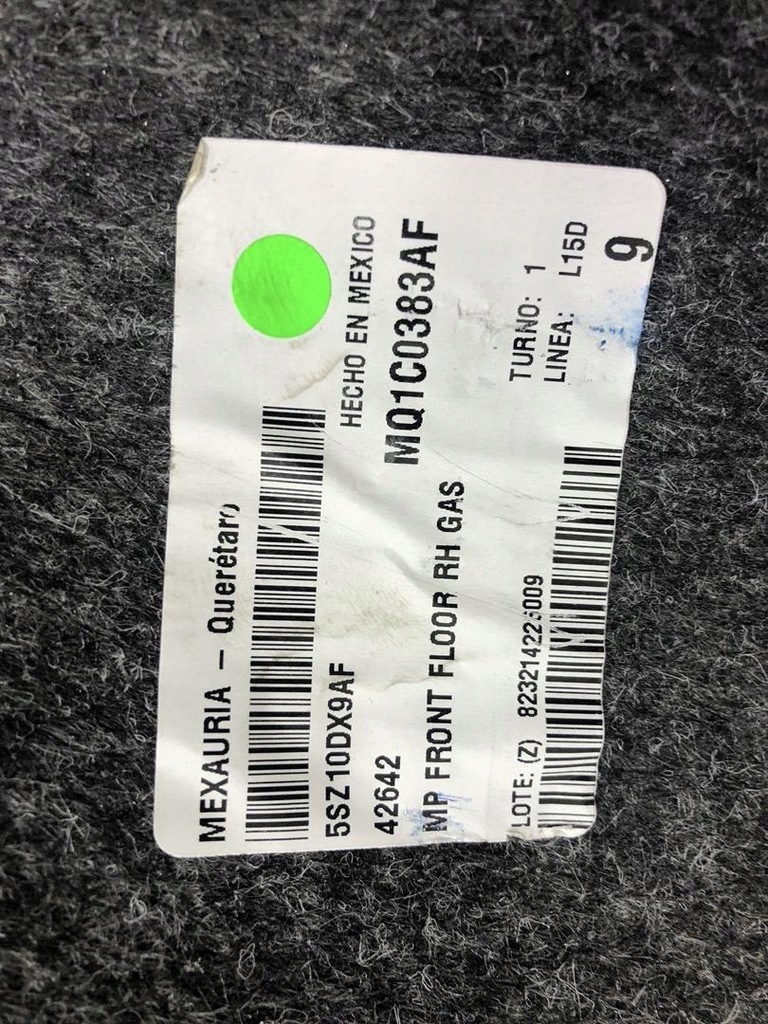 MEXAURIA – Querétaro
5SZ10DX9AF
HECHO EN MEXICO
42642
MQ1C0383AF
MP FRONT FLOOR RH GAS
TURNO: 1
LOTE: (Z)
LINEA: L15D
9